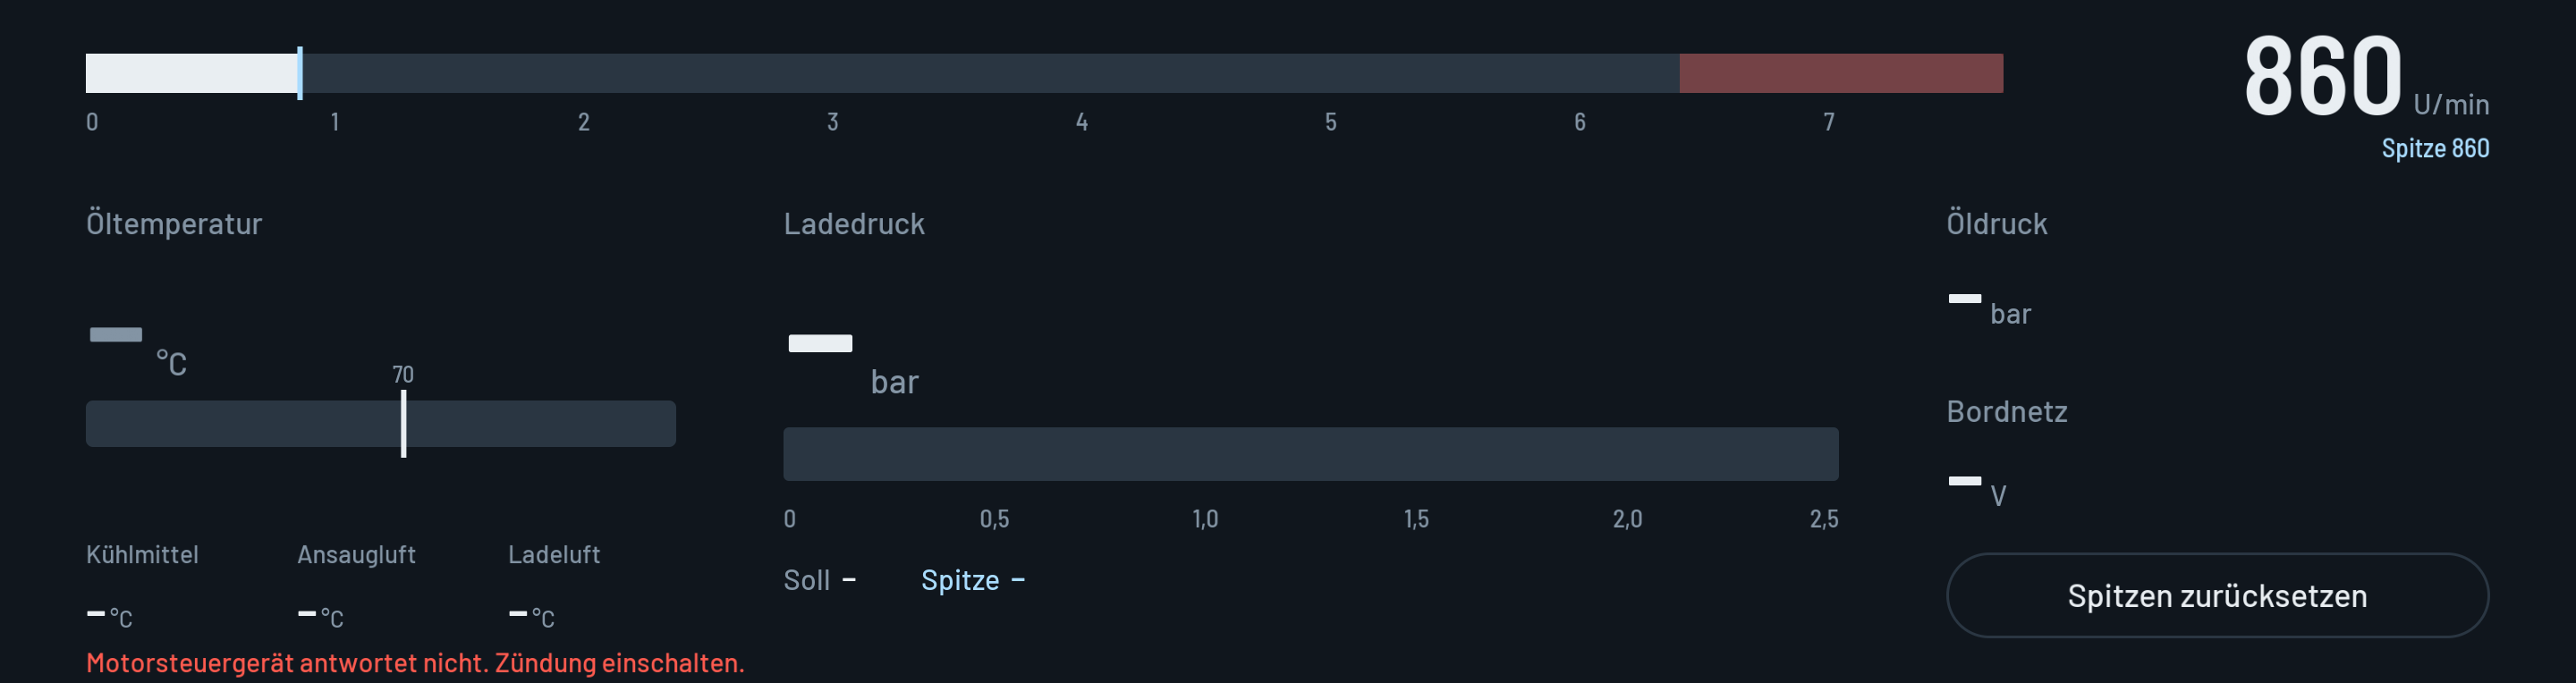 860 U/min
0 1 2 3 4 5 6 7
Spitze 860
Öltemperatur
– °C
70
Kühlmittel Ansaugluft Ladeluft
– °C – °C – °C
Motorsteuergerät antwortet nicht. Zündung einschalten.
Ladedruck
– bar
0 0,5 1,0 1,5 2,0 2,5
Soll – Spitze –
Öldruck
– bar
Bordnetz
– V
Spitzen zurücksetzen